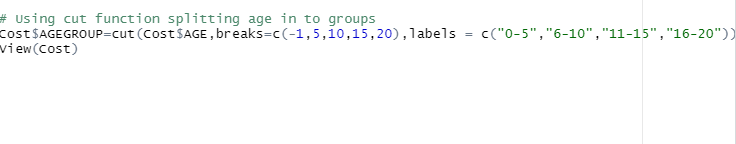 # Using cut function splitting age in to groups
Cost$AGEGROUP=cut(Cost$AGE,breaks=c(-1,5,10,15,20),labels = c("0-5","6-10","11-15","16-20"))
View(Cost)